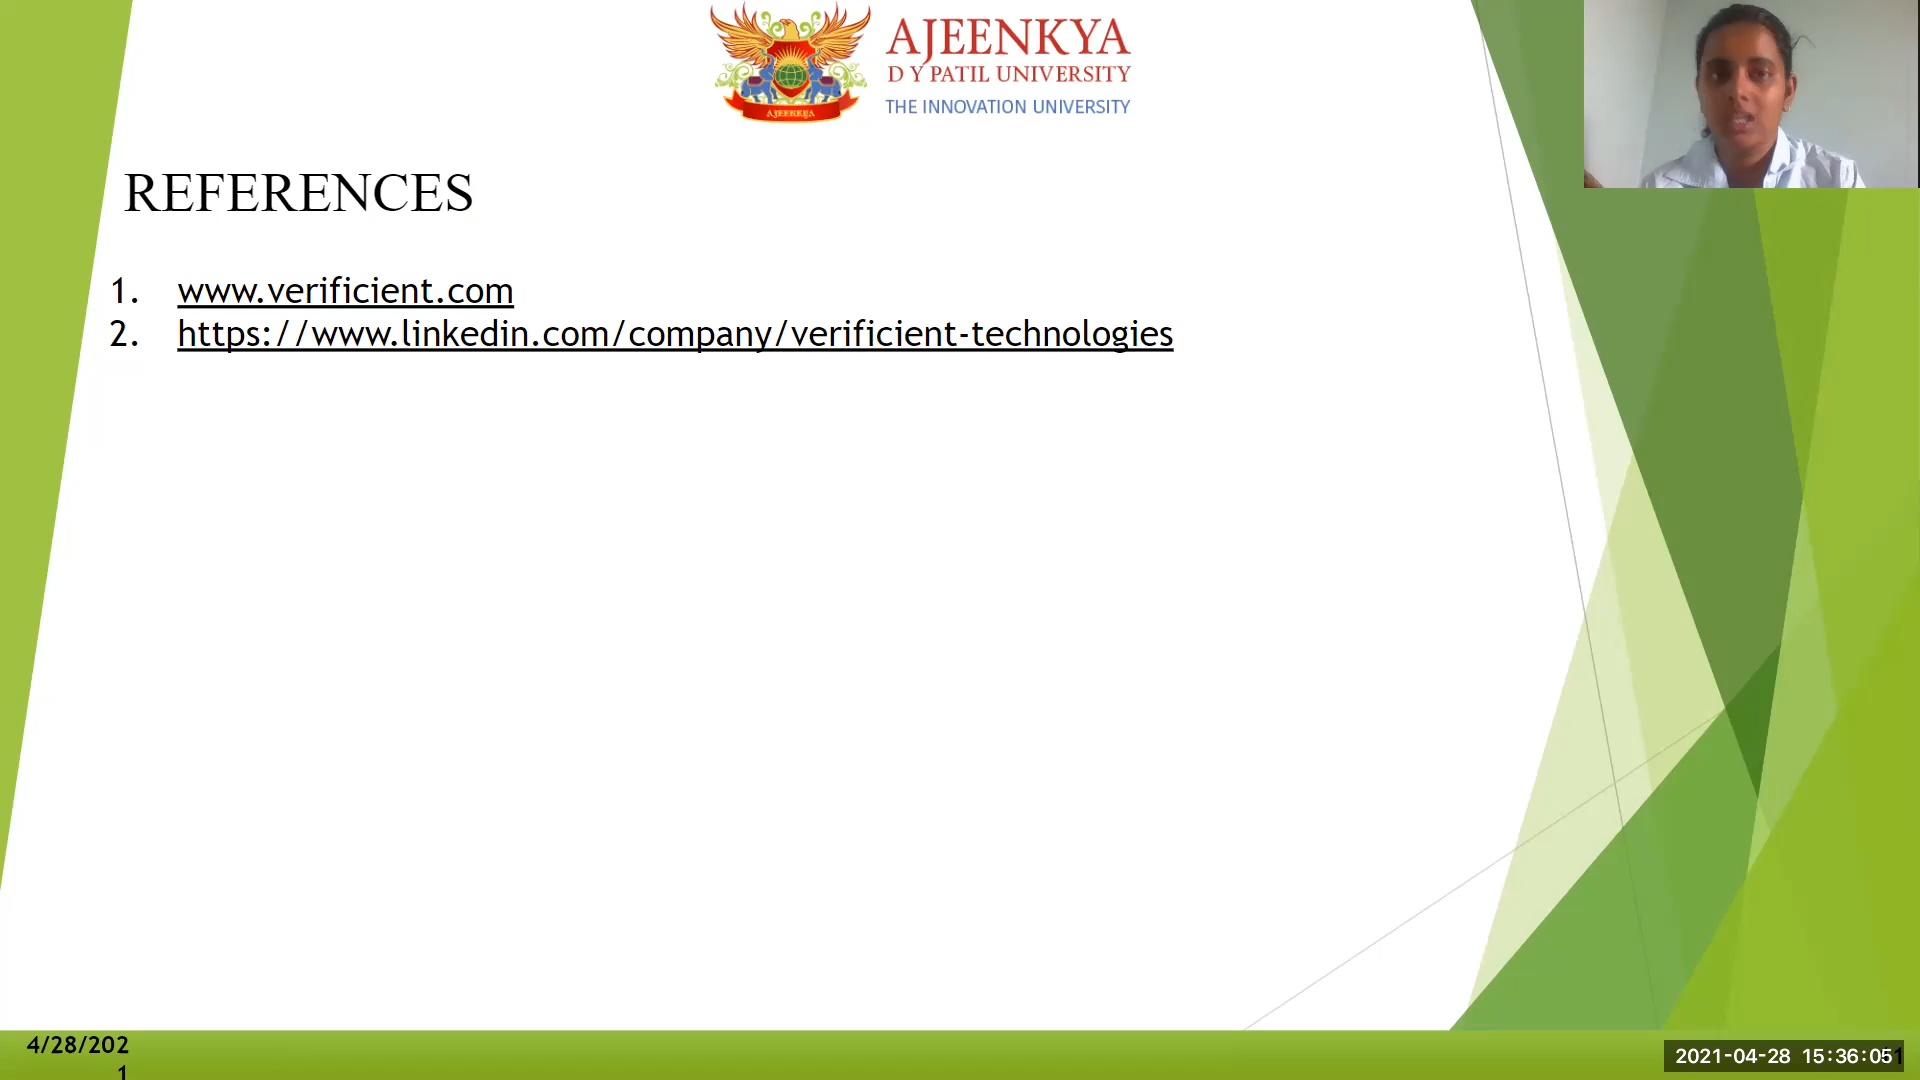 AJEENKYA
D Y PATIL UNIVERSITY
THE INNOVATION UNIVERSITY
AJEENKYA
REFERENCES
1. www.verificient.com
2. https://www.linkedin.com/company/verificient-technologies
4/28/202
1
2021-04-28 15:36:05